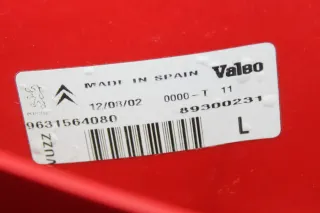 MADE IN SPAIN Valeo
12/08/02 0000-T 11
9631564080 89300231
VUZZ
L